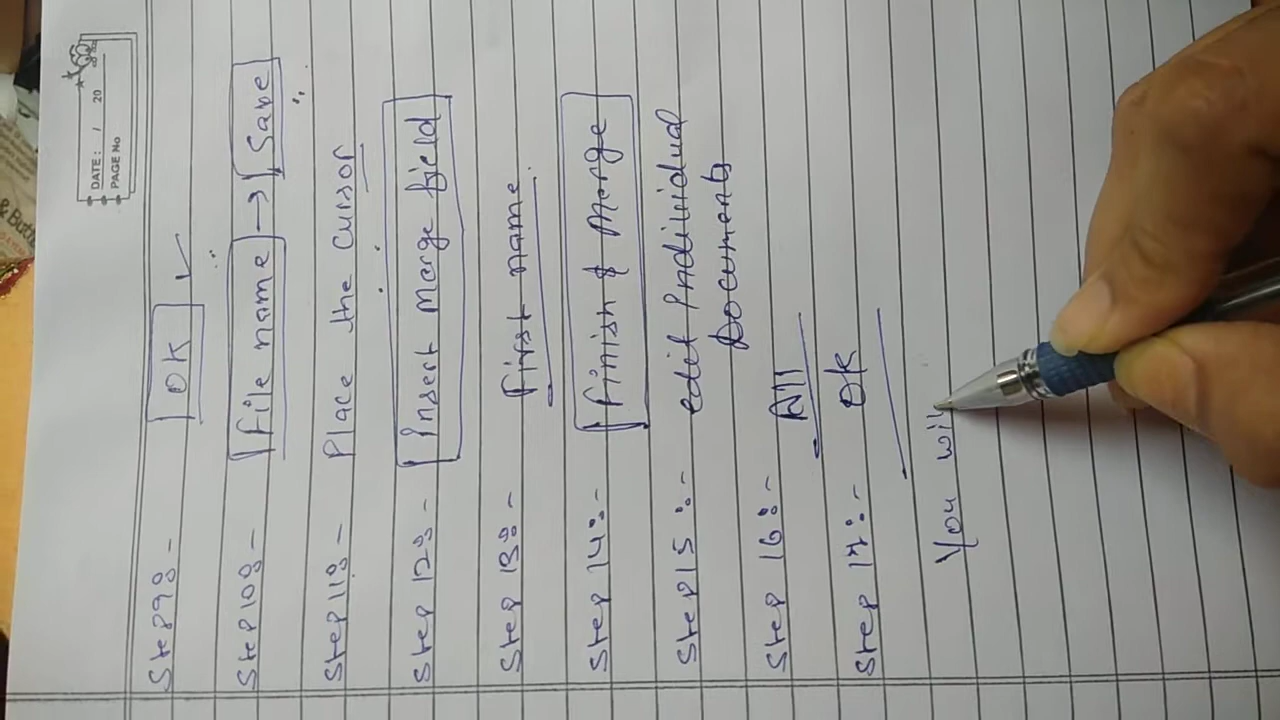 DATE: / 20
PAGE No
Step 9:- OK
Step 10:- File name → Save
Step 11:- Place the cursor
Step 12:- Insert Merge field
Step 13:- First name
Step 14:- Finish & Merge
Step 15:- edit Individual
Documents
Step 16:- All
Step 17:- OK
You wil